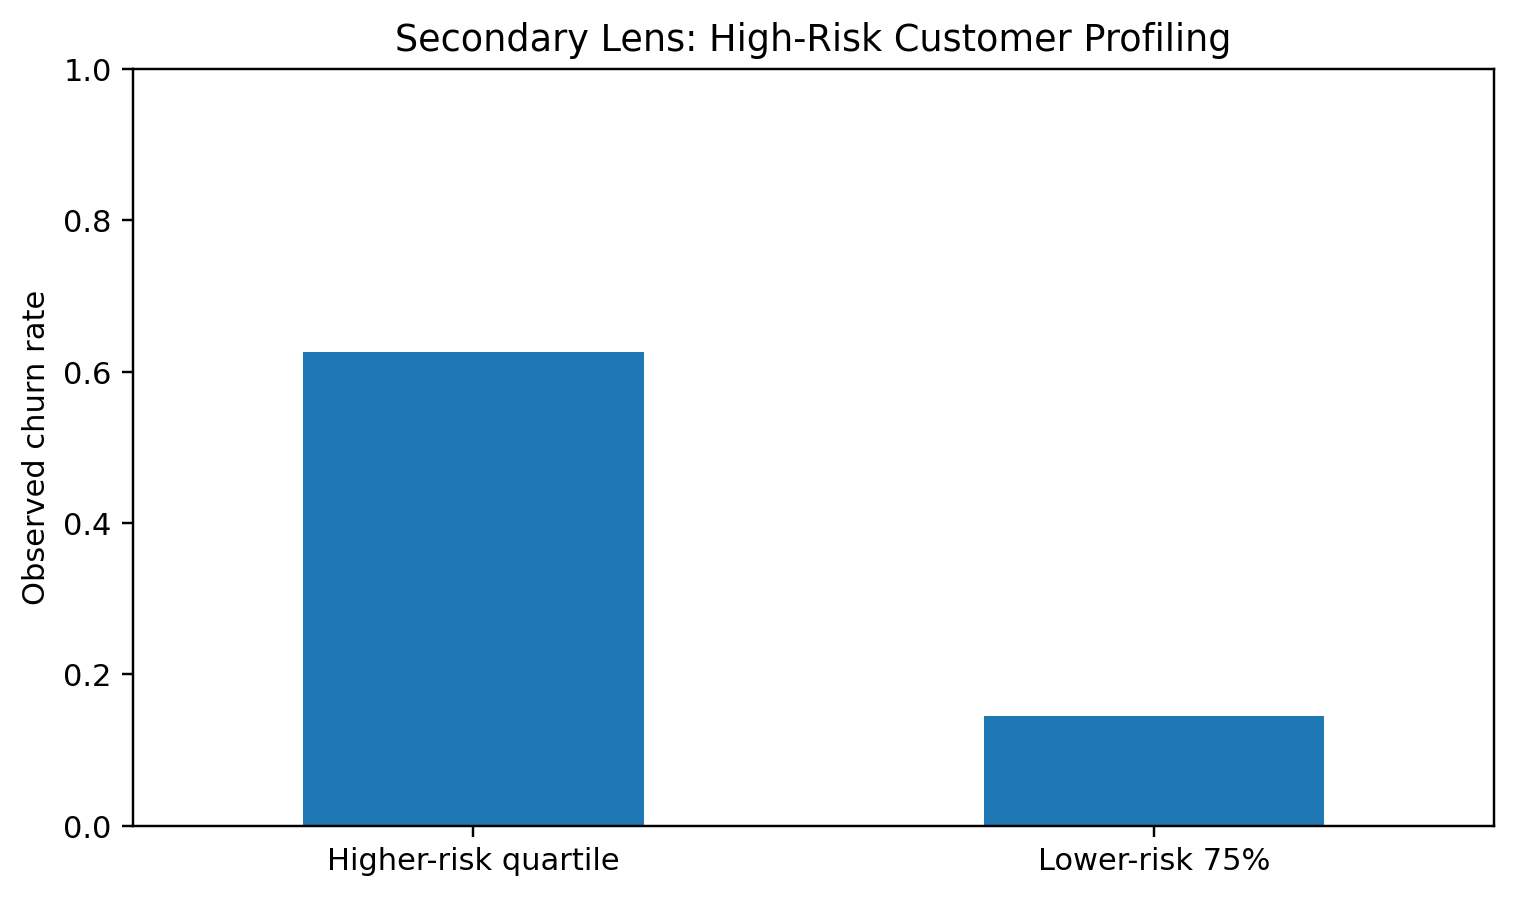 Secondary Lens: High-Risk Customer Profiling
1.0
0.8
0.6
0.4
0.2
0.0
Observed churn rate
Higher-risk quartile
Lower-risk 75%